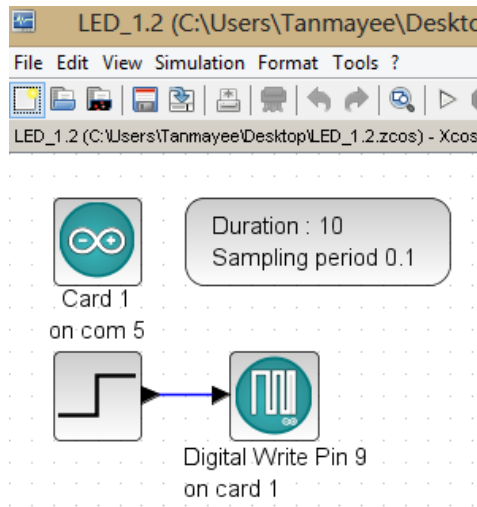 LED_1.2 (C:\Users\Tanmayee\Deskto
File Edit View Simulation Format Tools ?
LED_1.2 (C:\Users\Tanmayee\Desktop\LED_1.2.zcos) - Xcos
Duration : 10
Sampling period 0.1
Card 1
on com 5
Digital Write Pin 9
on card 1